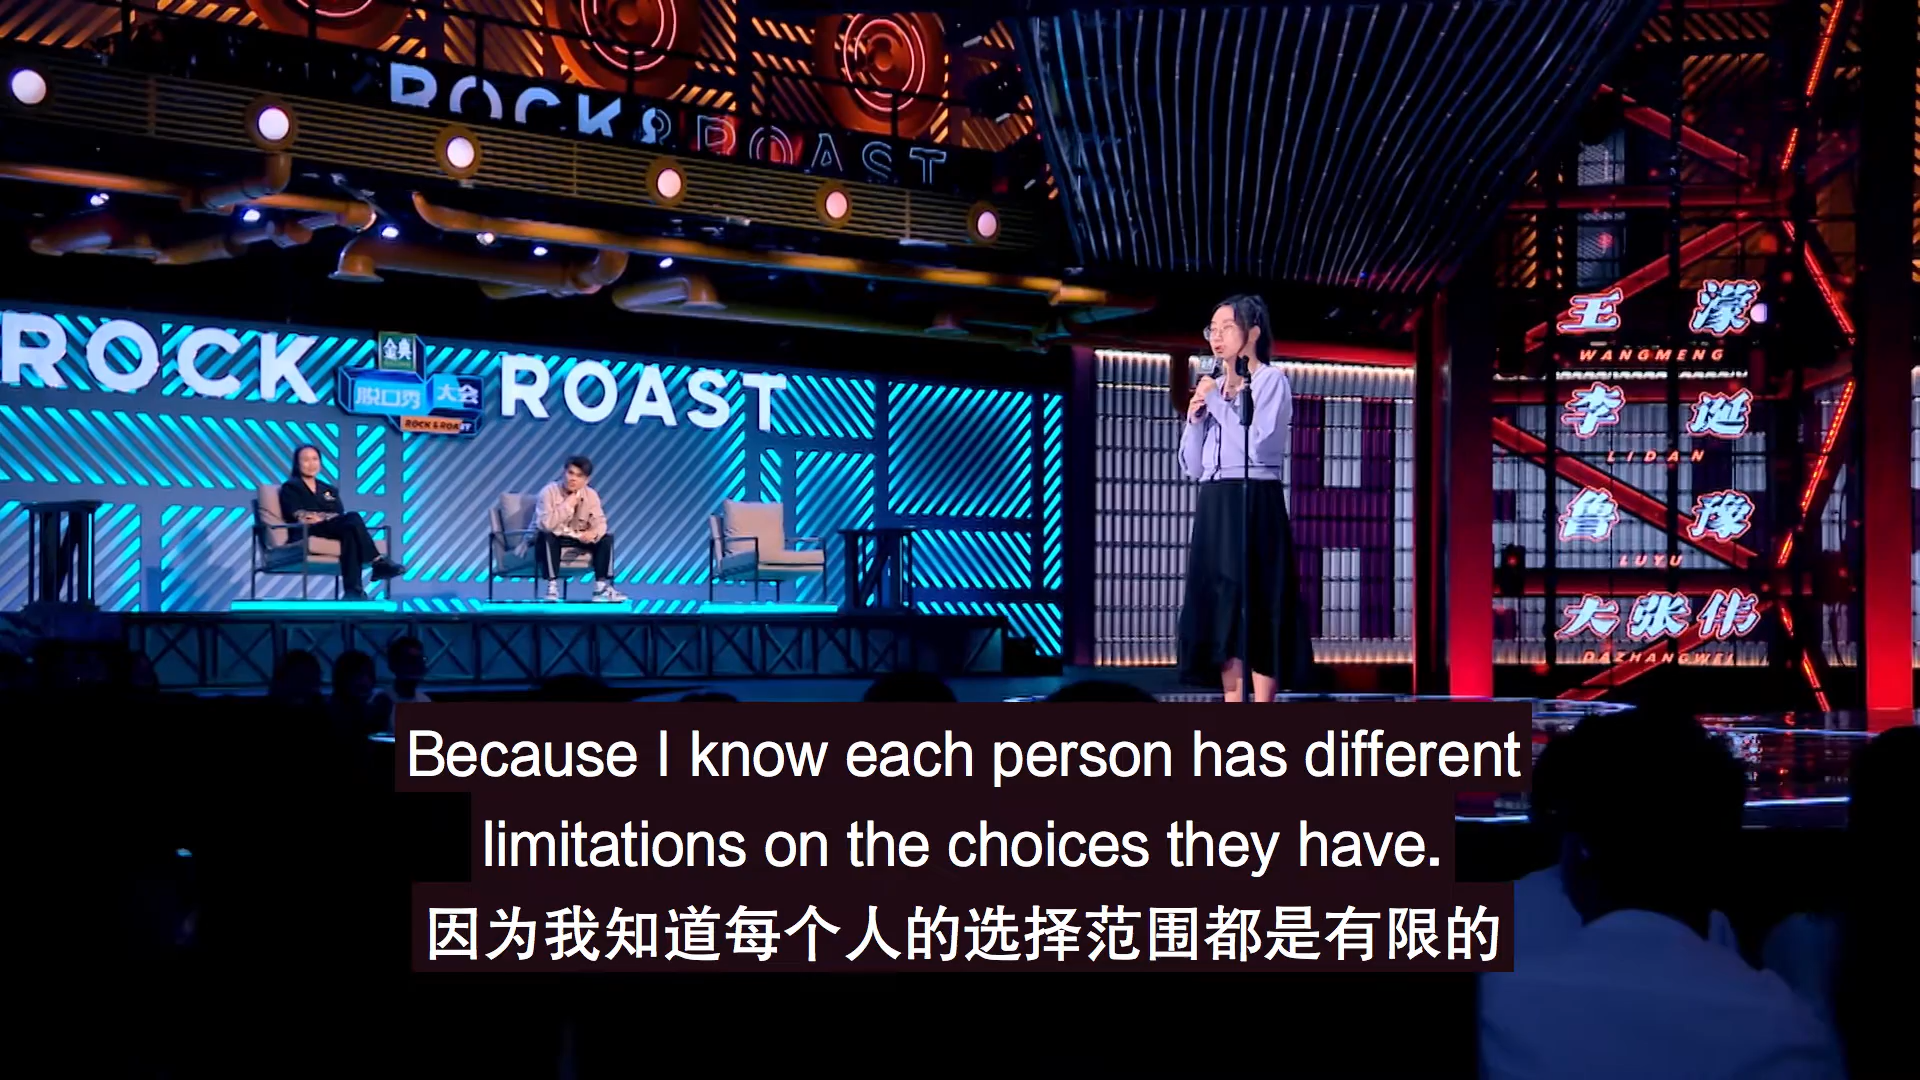 ROCK&ROAST
ROCK
金典
脱口秀大会
ROCK & ROAST
ROAST
王濛
WANGMENG
李诞
LIDAN
鲁豫
LUYU
大张伟
DAZHANGWEI
Because I know each person has different
limitations on the choices they have.
因为我知道每个人的选择范围都是有限的